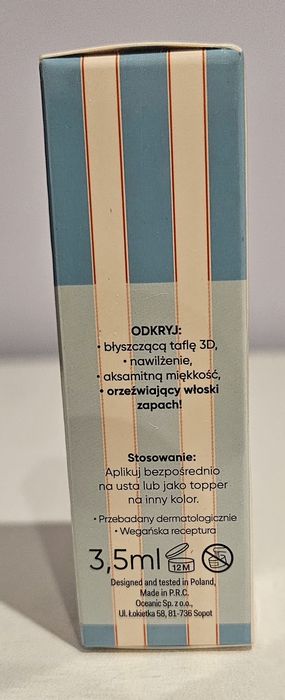 ODKRYJ:
• błyszczącą taflę 3D,
• nawilżenie,
• aksamitną miękkość,
• orzeźwiający włoski
zapach!
Stosowanie:
Aplikuj bezpośrednio
na usta lub jako topper
na inny kolor.
• Przebadany dermatologicznie
• Wegańska receptura
3,5ml 12M
Designed and tested in Poland,
Made in P.R.C.
Oceanic Sp. z o.o.,
Ul. Łokietka 58, 81-736 Sopot